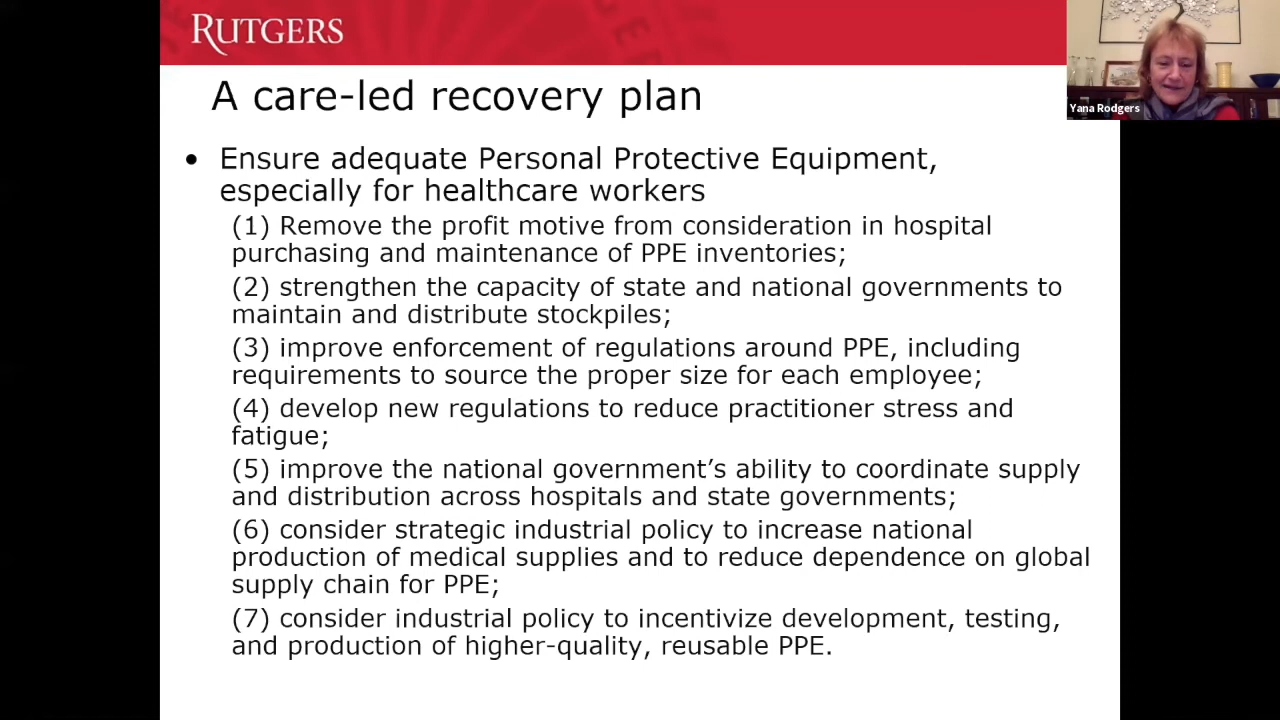 RUTGERS
Yana Rodgers
A care-led recovery plan
• Ensure adequate Personal Protective Equipment,
especially for healthcare workers
(1) Remove the profit motive from consideration in hospital
purchasing and maintenance of PPE inventories;
(2) strengthen the capacity of state and national governments to
maintain and distribute stockpiles;
(3) improve enforcement of regulations around PPE, including
requirements to source the proper size for each employee;
(4) develop new regulations to reduce practitioner stress and
fatigue;
(5) improve the national government’s ability to coordinate supply
and distribution across hospitals and state governments;
(6) consider strategic industrial policy to increase national
production of medical supplies and to reduce dependence on global
supply chain for PPE;
(7) consider industrial policy to incentivize development, testing,
and production of higher-quality, reusable PPE.